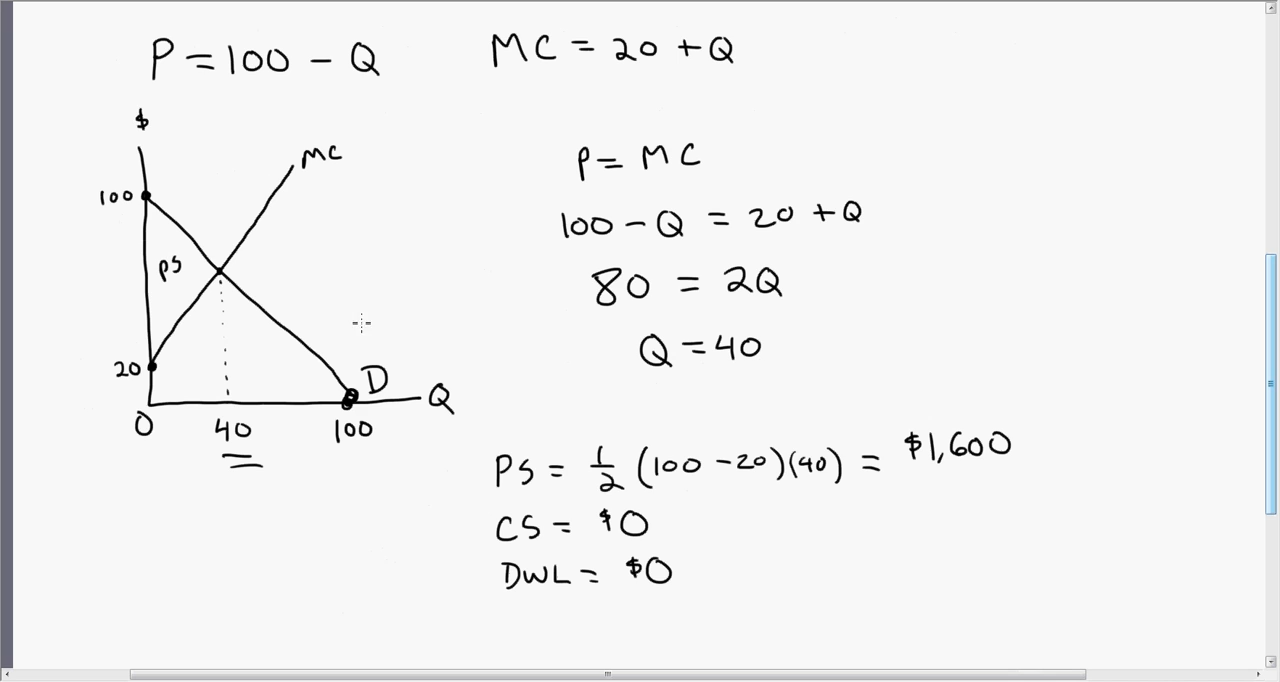 P = 100 - Q
MC = 20 + Q
$
MC
100
PS
20
D
Q
0
40
100
P = MC
100 - Q = 20 + Q
80 = 2Q
Q = 40
PS = 1/2 (100 - 20)(40) = $1,600
CS = $0
DWL = $0